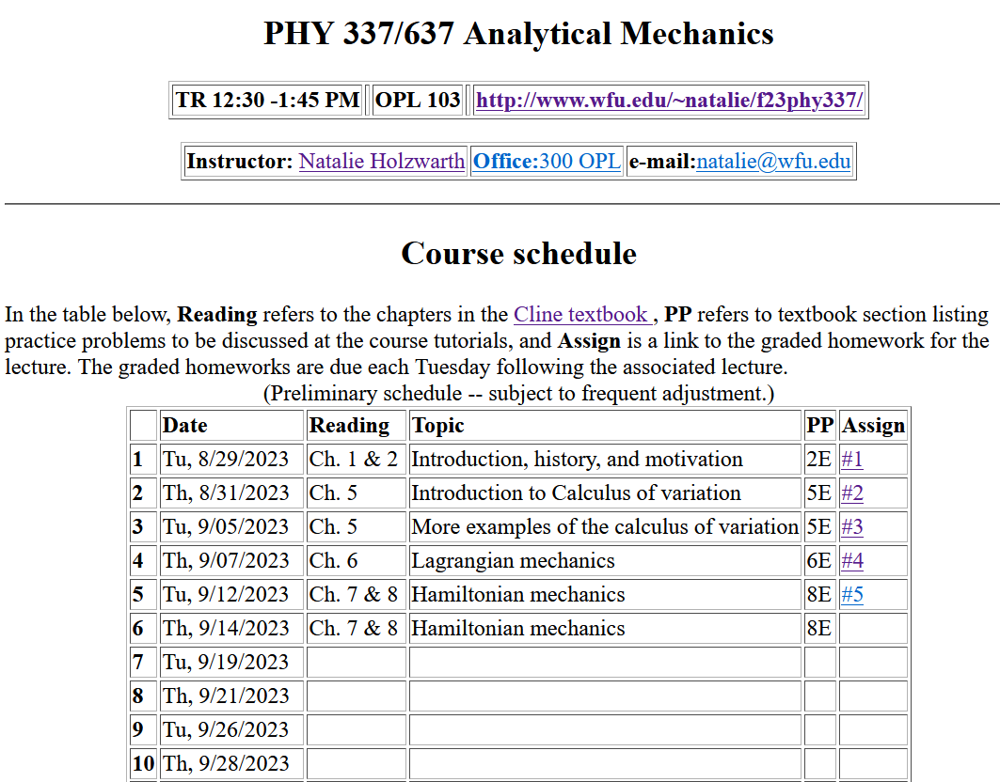 PHY 337/637 Analytical Mechanics
TR 12:30 -1:45 PM OPL 103 http://www.wfu.edu/~natalie/f23phy337/
Instructor: Natalie Holzwarth Office:300 OPL e-mail:natalie@wfu.edu
Course schedule
In the table below, Reading refers to the chapters in the Cline textbook , PP refers to textbook section listing
practice problems to be discussed at the course tutorials, and Assign is a link to the graded homework for the
lecture. The graded homeworks are due each Tuesday following the associated lecture.
(Preliminary schedule -- subject to frequent adjustment.)
Date Reading Topic PP Assign
1 Tu, 8/29/2023 Ch. 1 & 2 Introduction, history, and motivation 2E #1
2 Th, 8/31/2023 Ch. 5 Introduction to Calculus of variation 5E #2
3 Tu, 9/05/2023 Ch. 5 More examples of the calculus of variation 5E #3
4 Th, 9/07/2023 Ch. 6 Lagrangian mechanics 6E #4
5 Tu, 9/12/2023 Ch. 7 & 8 Hamiltonian mechanics 8E #5
6 Th, 9/14/2023 Ch. 7 & 8 Hamiltonian mechanics 8E
7 Tu, 9/19/2023
8 Th, 9/21/2023
9 Tu, 9/26/2023
10 Th, 9/28/2023